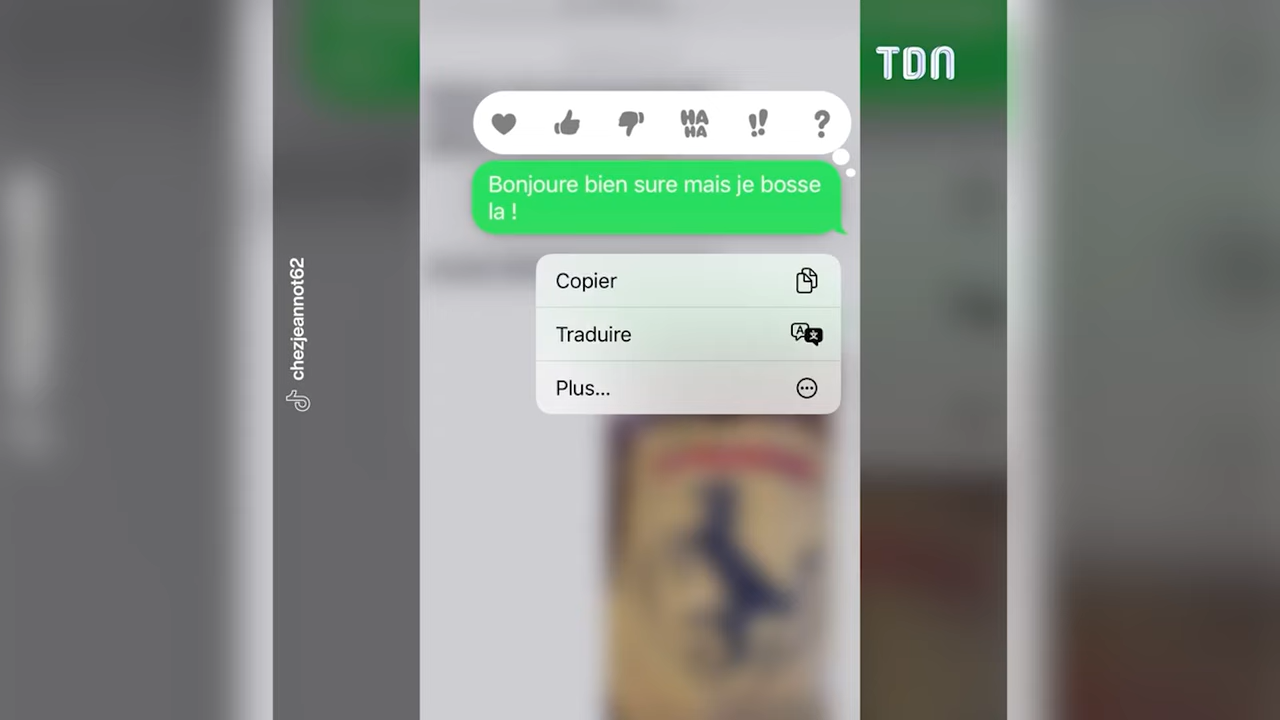 TDN
HA
HA
!!
?
Bonjoure bien sure mais je bosse
la !
Copier
Traduire
Plus...
chezjeannot62